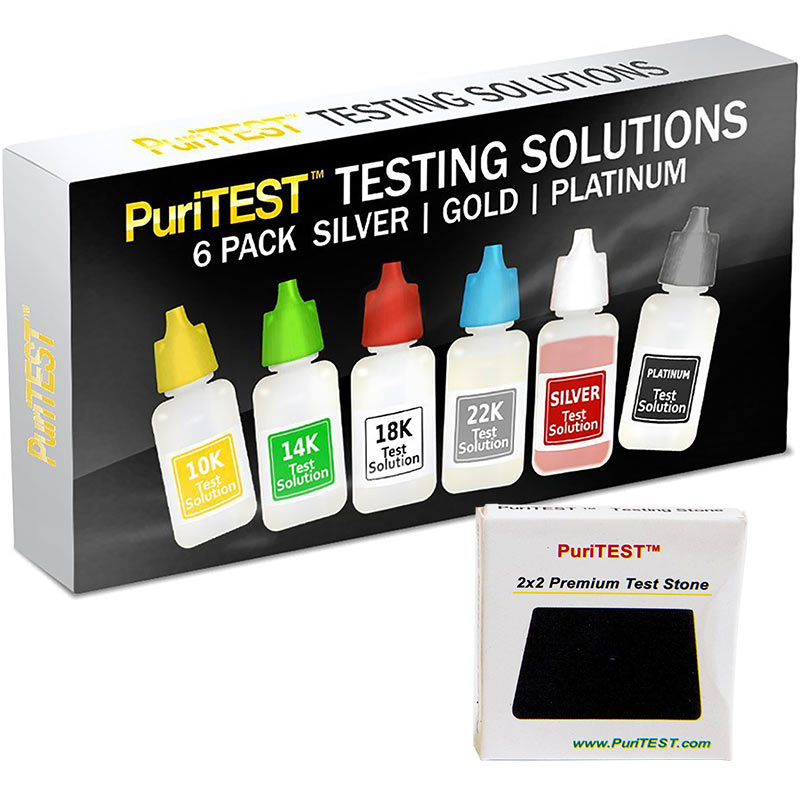 PuriTEST™ TESTING SOLUTIONS
PuriTEST™ TESTING SOLUTIONS
6 PACK SILVER | GOLD | PLATINUM
PuriTEST™
10K
Test
Solution
14K
Test
Solution
18K
Test
Solution
22K
Test
Solution
SILVER
Test
Solution
PLATINUM
Test
Solution
PuriTEST™ Testing Stone
PuriTEST™
2x2 Premium Test Stone
www.PuriTEST.com